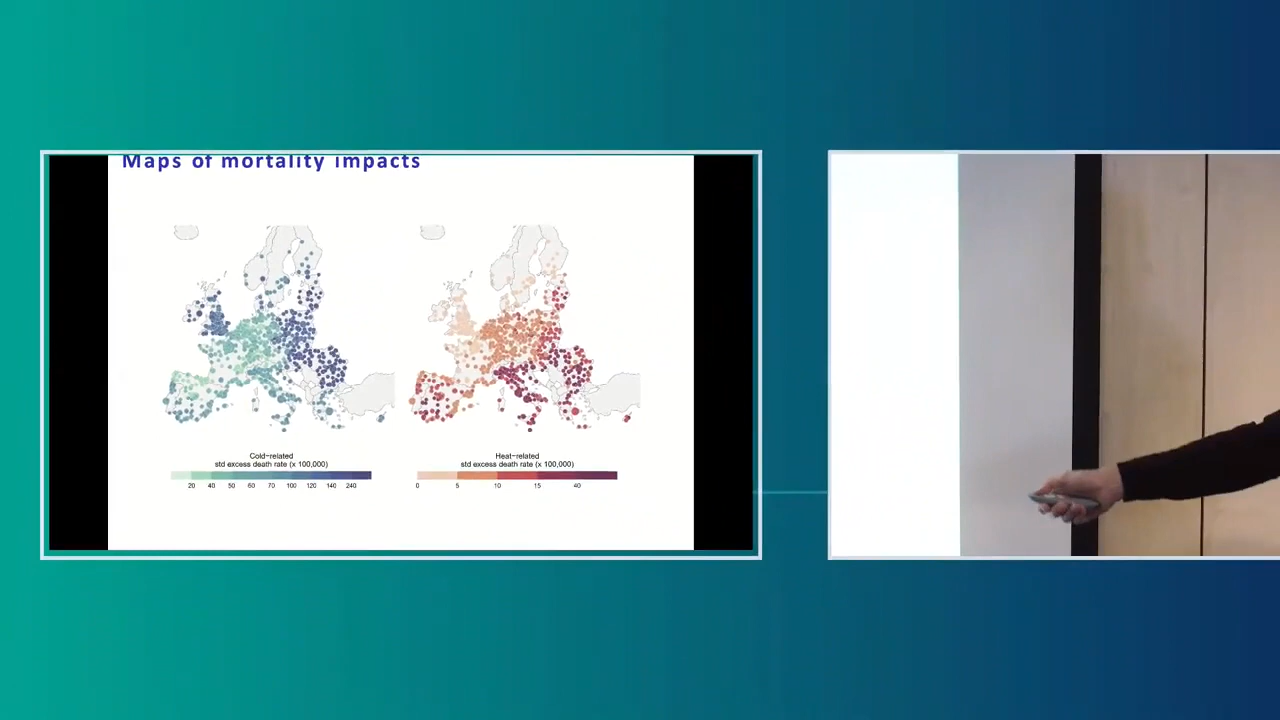 Maps of mortality impacts
Cold-related
std excess death rate (x 100,000)
20 40 50 60 70 100 120 140 240
Heat-related
std excess death rate (x 100,000)
0 5 10 15 40